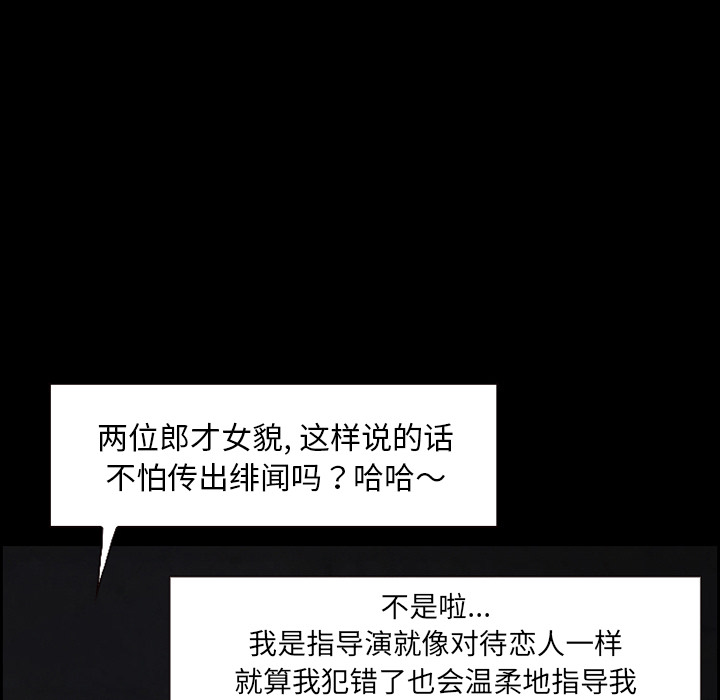 两位郎才女貌, 这样说的话
不怕传出绯闻吗？哈哈～
不是啦...
我是指导演就像对待恋人一样
就算我犯错了也会温柔地指导我